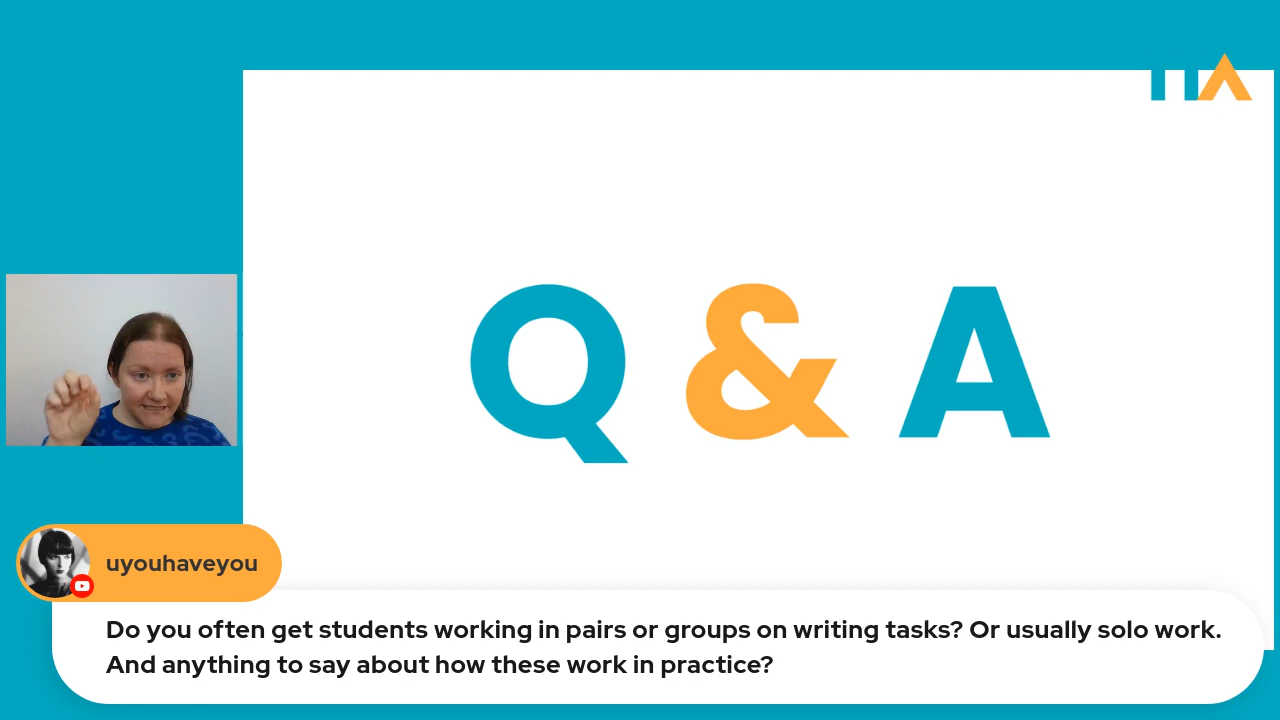 Q & A
uyouhaveyou
Do you often get students working in pairs or groups on writing tasks? Or usually solo work.
And anything to say about how these work in practice?